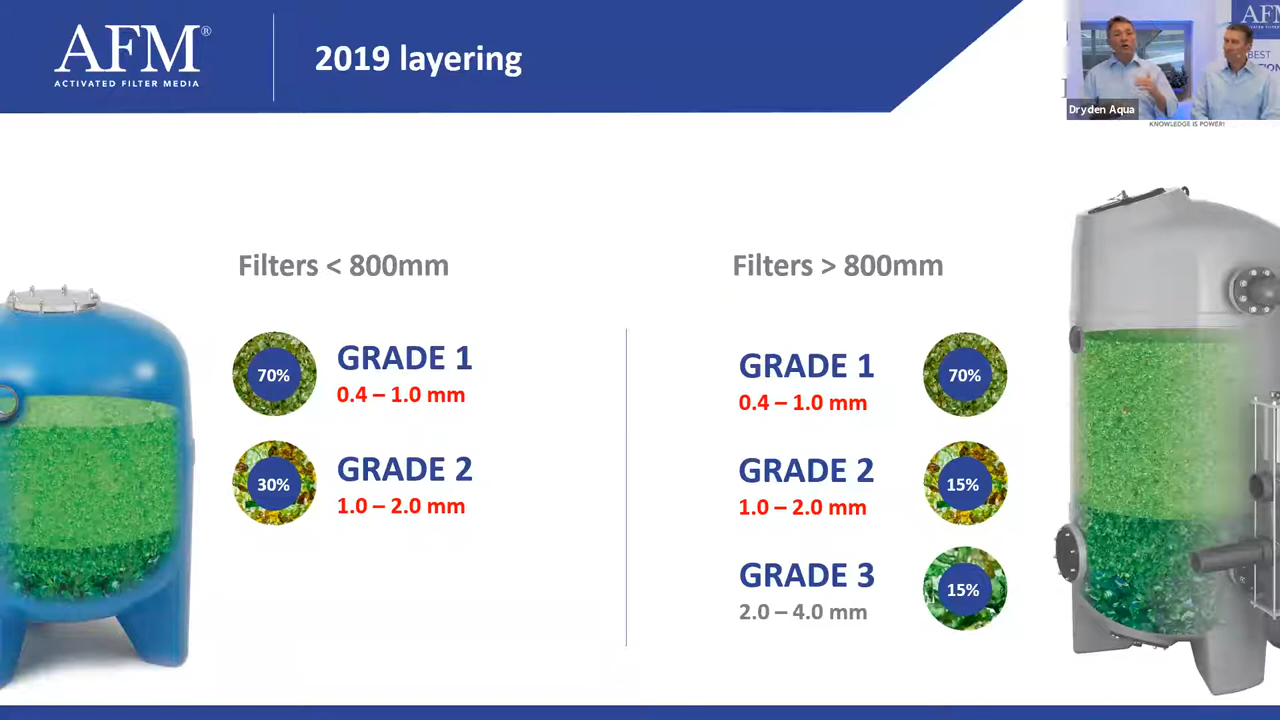 AFM®
ACTIVATED FILTER MEDIA
2019 layering
AFM
BEST
Dryden Aqua
KNOWLEDGE IS POWER!
Filters < 800mm
70%
GRADE 1
0.4 – 1.0 mm
30%
GRADE 2
1.0 – 2.0 mm
Filters > 800mm
GRADE 1
0.4 – 1.0 mm
70%
GRADE 2
1.0 – 2.0 mm
15%
GRADE 3
2.0 – 4.0 mm
15%